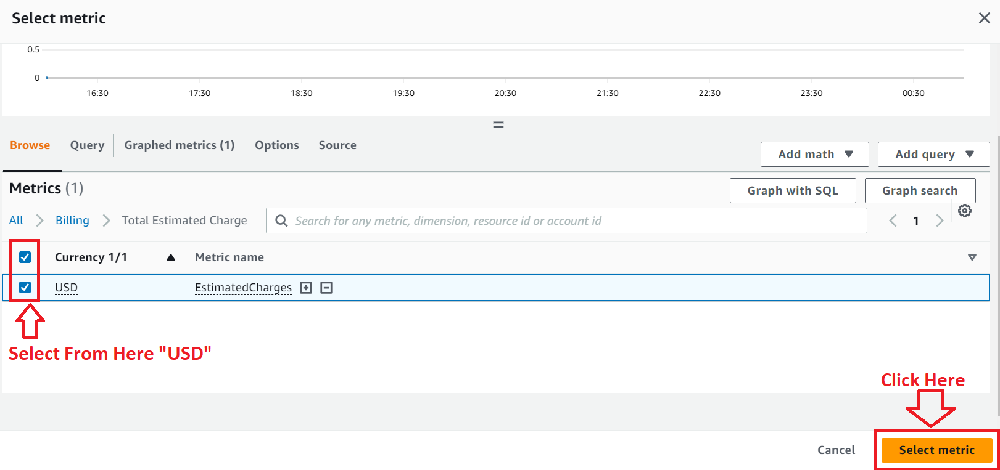 Select metric
0.5
0
16:30 17:30 18:30 19:30 20:30 21:30 22:30 23:30 00:30
Browse Query Graphed metrics (1) Options Source
Add math Add query
Metrics (1)
Graph with SQL Graph search
All Billing Total Estimated Charge Search for any metric, dimension, resource id or account id 1
Currency 1/1 Metric name
USD EstimatedCharges
Select From Here "USD"
Click Here
Cancel Select metric